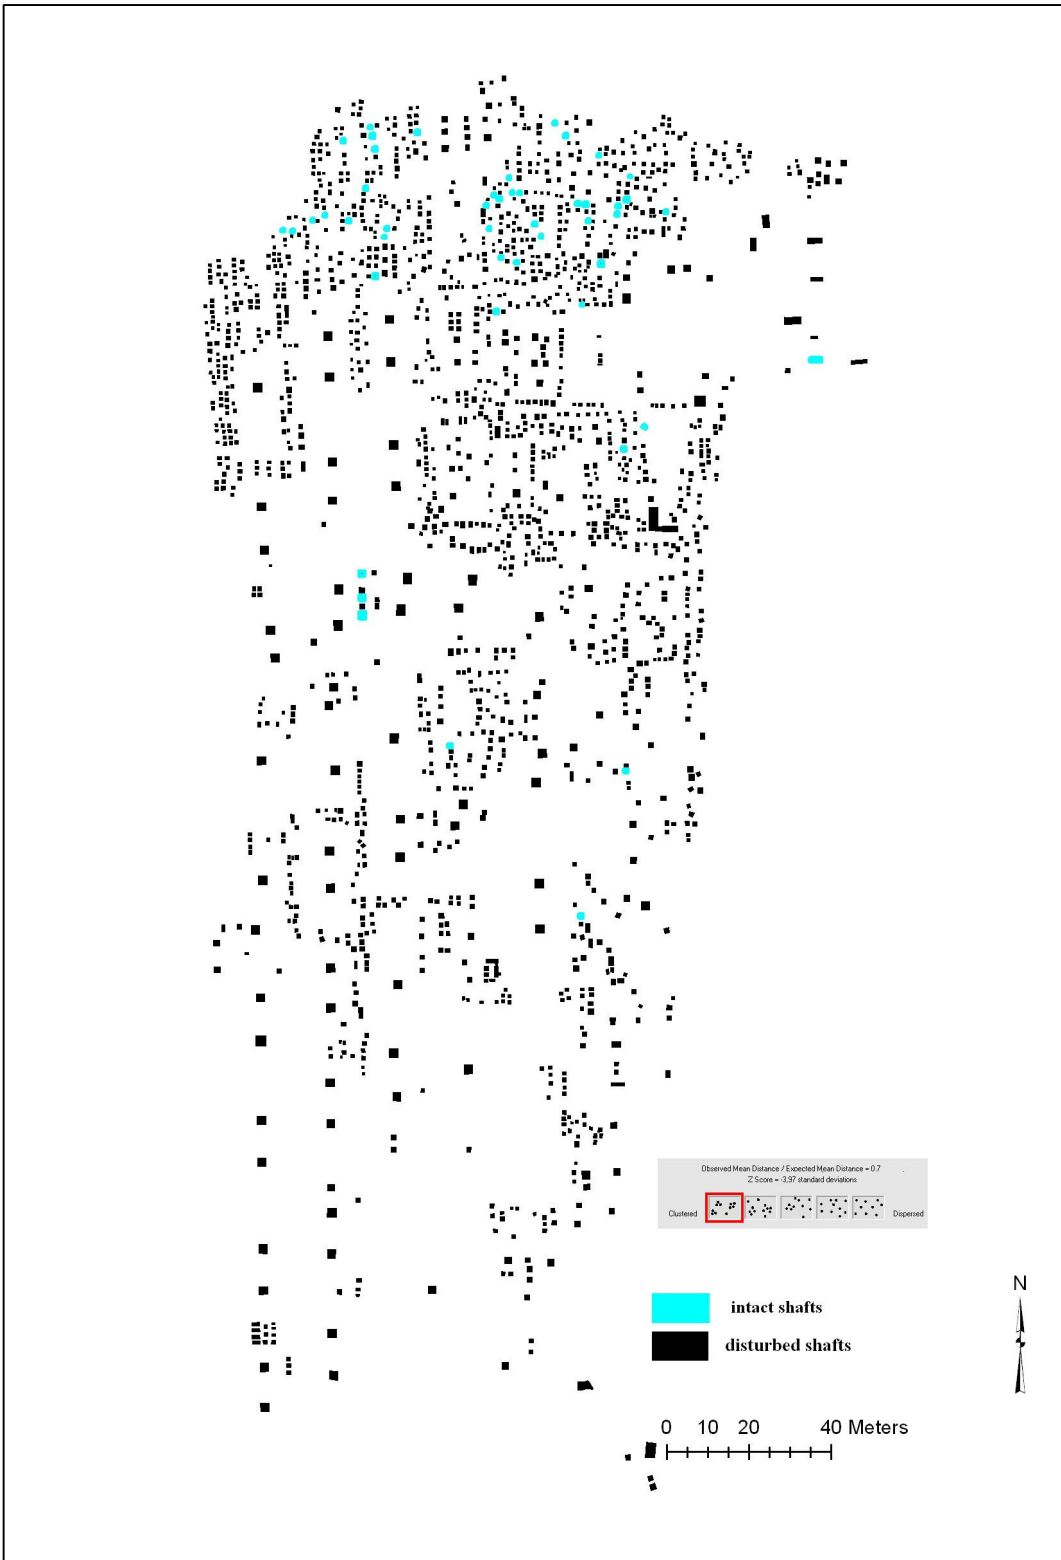 Observed Mean Distance / Expected Mean Distance = 0.7
Z Score = -3,97 standard deviations
Clustered
Dispersed
N
intact shafts
disturbed shafts
0 10 20 40 Meters